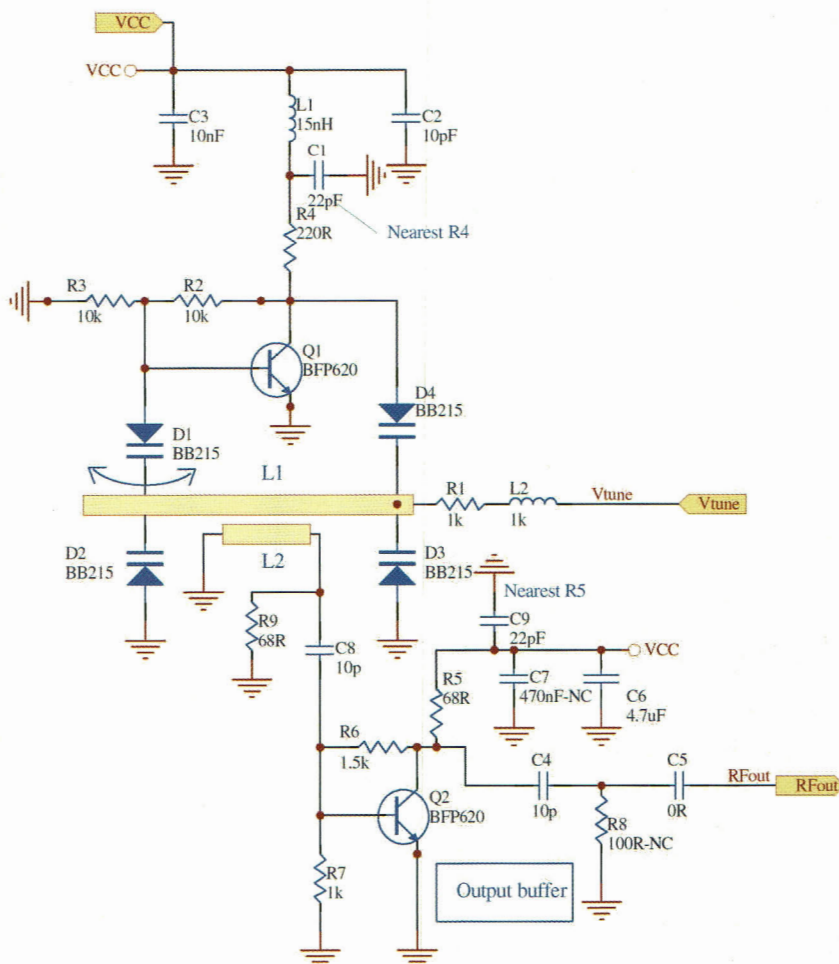 VCC
VCC
C3
10nF
L1
15nH
C2
10pF
C1
22pF
R4
220R
Nearest R4
R3
10k
R2
10k
Q1
BFP620
D4
BB215
D1
BB215
L1
R1
1k
L2
1k
Vtune
Vtune
L2
D2
BB215
D3
BB215
Nearest R5
C9
22pF
VCC
R9
68R
C8
10p
R5
68R
C7
470nF-NC
C6
4.7uF
R6
1.5k
Q2
BFP620
C4
10p
C5
0R
RFout
RFout
R8
100R-NC
R7
1k
Output buffer